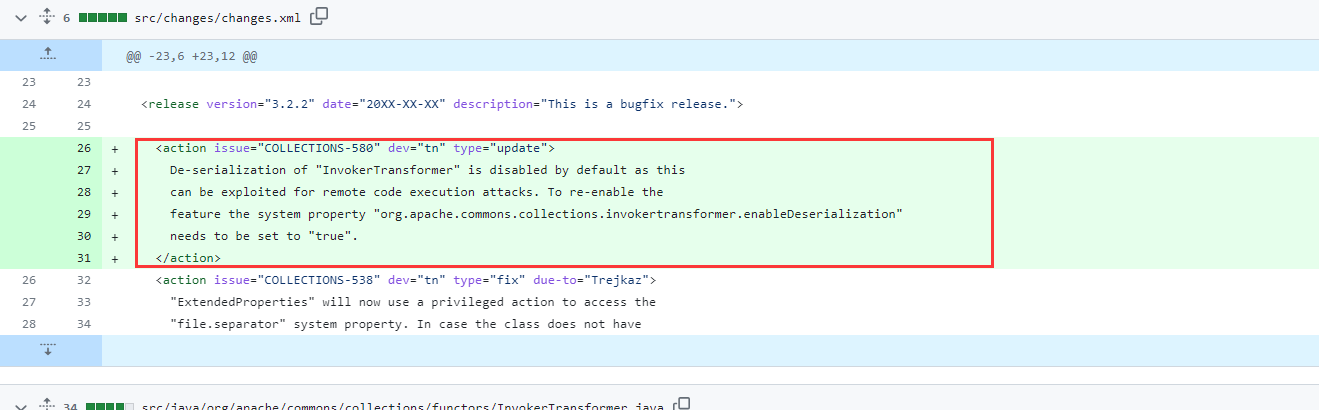 6 src/changes/changes.xml
@@ -23,6 +23,12 @@
23 23
24 24 <release version="3.2.2" date="20XX-XX-XX" description="This is a bugfix release.">
25 25
26 + <action issue="COLLECTIONS-580" dev="tn" type="update">
27 + De-serialization of "InvokerTransformer" is disabled by default as this
28 + can be exploited for remote code execution attacks. To re-enable the
29 + feature the system property "org.apache.commons.collections.invokertransformer.enableDeserialization"
30 + needs to be set to "true".
31 + </action>
26 32 <action issue="COLLECTIONS-538" dev="tn" type="fix" due-to="Trejkaz">
27 33 "ExtendedProperties" will now use a privileged action to access the
28 34 "file.separator" system property. In case the class does not have
34 src/java/org/apache/commons/collections/functors/InvokerTransformer.java